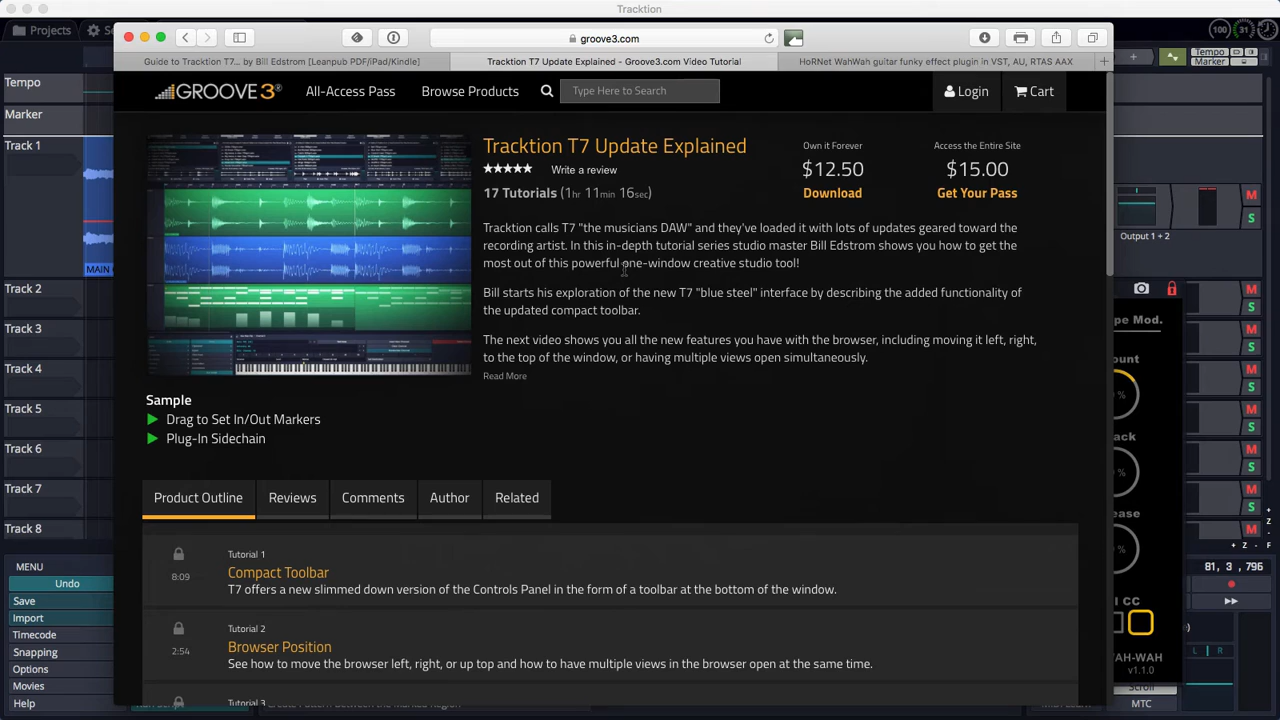 Tracktion
Projects
groove3.com
100
31
Guide to Tracktion T7... by Bill Edstrom [Leanpub PDF/iPad/Kindle]
Tracktion T7 Update Explained - Groove3.com Video Tutorial
HoRNet WahWah guitar funky effect plugin in VST, AU, RTAS AAX
Tempo
Marker
GROOVE3®
All-Access Pass
Browse Products
Type Here to Search
Login
Cart
Tempo
Marker
Track 1
MAIN
Track 2
Track 3
Track 4
Track 5
Track 6
Track 7
Track 8
Tracktion T7 Update Explained
Write a review
17 Tutorials (1hr 11min 16sec)
Own it Forever
$12.50
Download
Access the Entire Site
$15.00
Get Your Pass
Tracktion calls T7 "the musicians DAW" and they've loaded it with lots of updates geared toward the
recording artist. In this in-depth tutorial series studio master Bill Edstrom shows you how to get the
most out of this powerful one-window creative studio tool!
Bill starts his exploration of the new T7 "blue steel" interface by describing the added functionality of
the updated compact toolbar.
The next video shows you all the new features you have with the browser, including moving it left, right,
to the top of the window, or having multiple views open simultaneously.
Read More
Sample
Drag to Set In/Out Markers
Plug-In Sidechain
Product Outline
Reviews
Comments
Author
Related
Tutorial 1
8:09
Compact Toolbar
T7 offers a new slimmed down version of the Controls Panel in the form of a toolbar at the bottom of the window.
Tutorial 2
2:54
Browser Position
See how to move the browser left, right, or up top and how to have multiple views in the browser open at the same time.
Tutorial 3
MENU
Undo
Save
Import
Timecode
Snapping
Options
Movies
Help
M
S
Output 1 + 2
M
S
M
S
M
S
M
S
M
S
M
S
M
+
Z
-
+ Z - F
81, 3, 796
L R
v1.1.0
Scroll
MTC